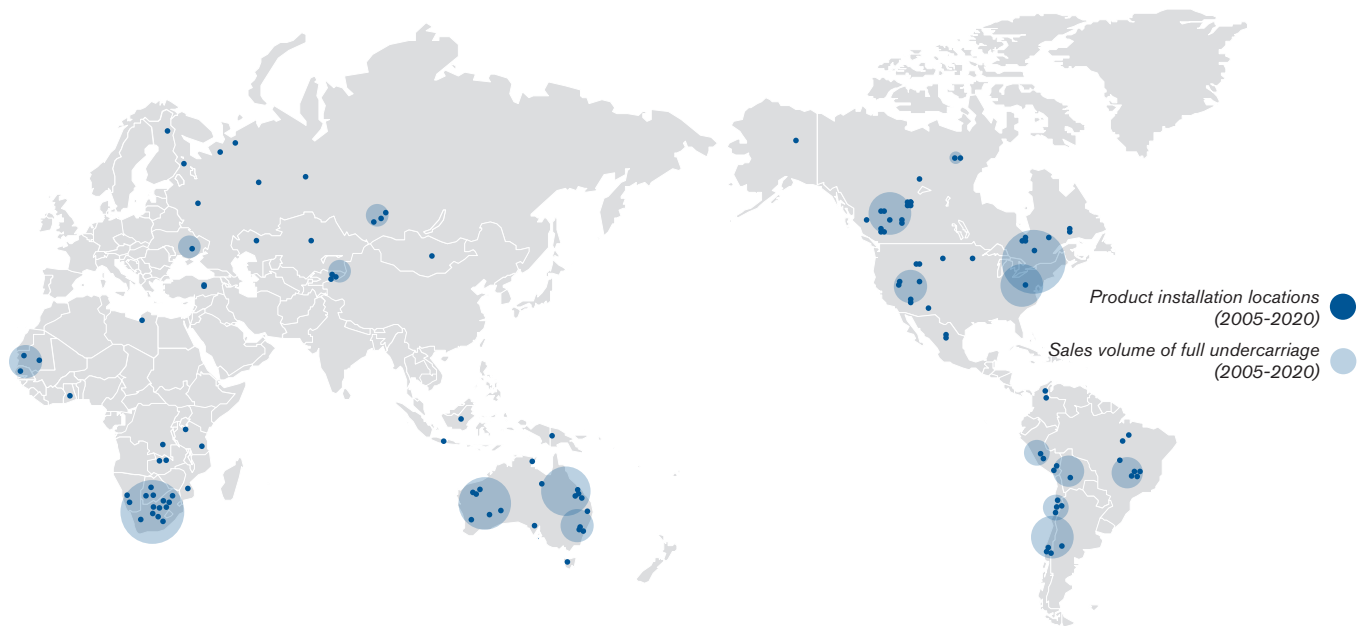 Product installation locations
(2005-2020)
Sales volume of full undercarriage
(2005-2020)